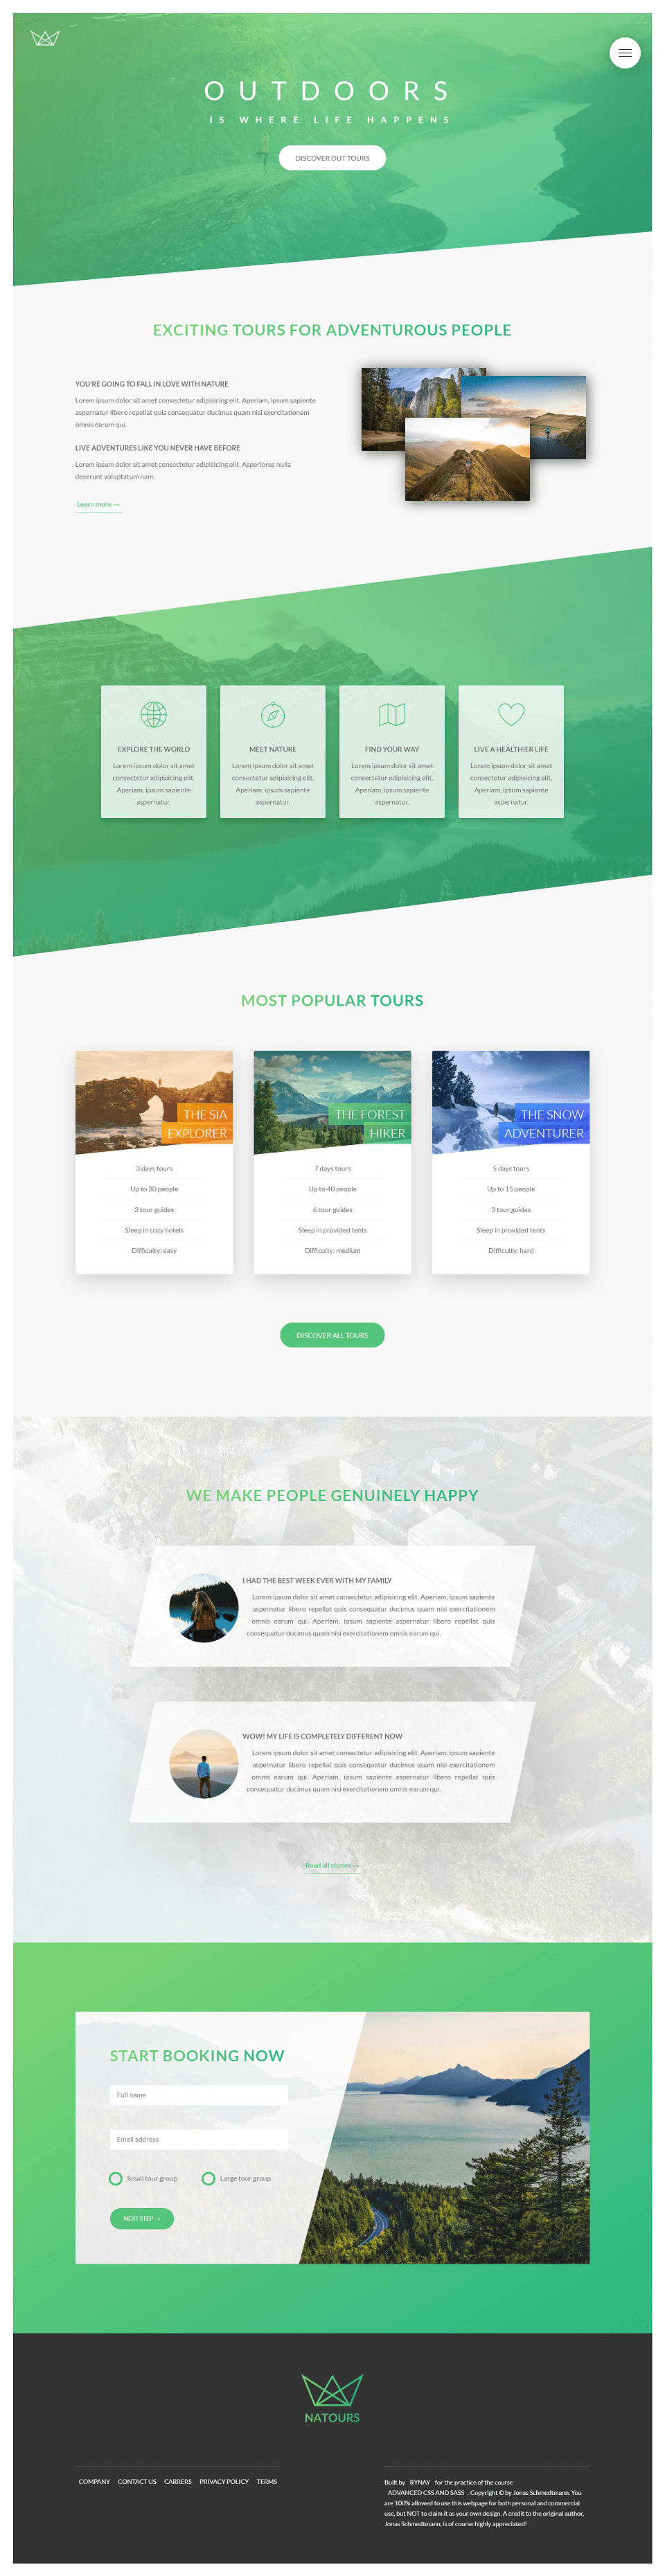 OUTDOORS
IS WHERE LIFE HAPPENS
DISCOVER OUT TOURS
EXCITING TOURS FOR ADVENTUROUS PEOPLE
YOU'RE GOING TO FALL IN LOVE WITH NATURE
Lorem ipsum dolor sit amet consectetur adipisicing elit. Aperiam, ipsum sapiente
aspernatur libero repellat quis consequatur ducimus quam nisi exercitationem
omnis earum qui.
LIVE ADVENTURES LIKE YOU NEVER HAVE BEFORE
Lorem ipsum dolor sit amet consectetur adipisicing elit. Asperiores nulla
deserunt voluptatum nam.
Learn more →
EXPLORE THE WORLD
Lorem ipsum dolor sit amet
consectetur adipisicing elit.
Aperiam, ipsum sapiente
aspernatur.
MEET NATURE
Lorem ipsum dolor sit amet
consectetur adipisicing elit.
Aperiam, ipsum sapiente
aspernatur.
FIND YOUR WAY
Lorem ipsum dolor sit amet
consectetur adipisicing elit.
Aperiam, ipsum sapiente
aspernatur.
LIVE A HEALTHIER LIFE
Lorem ipsum dolor sit amet
consectetur adipisicing elit.
Aperiam, ipsum sapiente
aspernatur.
MOST POPULAR TOURS
THE SIA
EXPLORER
3 days tours
Up to 30 people
2 tour guides
Sleep in cozy hotels
Difficulty: easy
THE FOREST
HIKER
7 days tours
Up to 40 people
6 tour guides
Sleep in provided tents
Difficulty: medium
THE SNOW
ADVENTURER
5 days tours
Up to 15 people
3 tour guides
Sleep in provided tents
Difficulty: hard
DISCOVER ALL TOURS
WE MAKE PEOPLE GENUINELY HAPPY
I HAD THE BEST WEEK EVER WITH MY FAMILY
Lorem ipsum dolor sit amet consectetur adipisicing elit. Aperiam, ipsum sapiente
aspernatur libero repellat quis consequatur ducimus quam nisi exercitationem
omnis earum qui. Aperiam, ipsum sapiente aspernatur libero repellat quis
consequatur ducimus quam nisi exercitationem omnis earum qui.
WOW! MY LIFE IS COMPLETELY DIFFERENT NOW
Lorem ipsum dolor sit amet consectetur adipisicing elit. Aperiam, ipsum sapiente
aspernatur libero repellat quis consequatur ducimus quam nisi exercitationem
omnis earum qui. Aperiam, ipsum sapiente aspernatur libero repellat quis
consequatur ducimus quam nisi exercitationem omnis earum qui.
Read all stories →
START BOOKING NOW
Full name
Email address
Small tour group
Large tour group
NEXT STEP →
NATOURS
COMPANY CONTACT US CARRERS PRIVACY POLICY TERMS
Built by RYNAY for the practice of the course
ADVANCED CSS AND SASS . Copyright © by Jonas Schmedtmann. You
are 100% allowed to use this webpage for both personal and commercial
use, but NOT to claim it as your own design. A credit to the original author,
Jonas Schmedtmann, is of course highly appreciated!